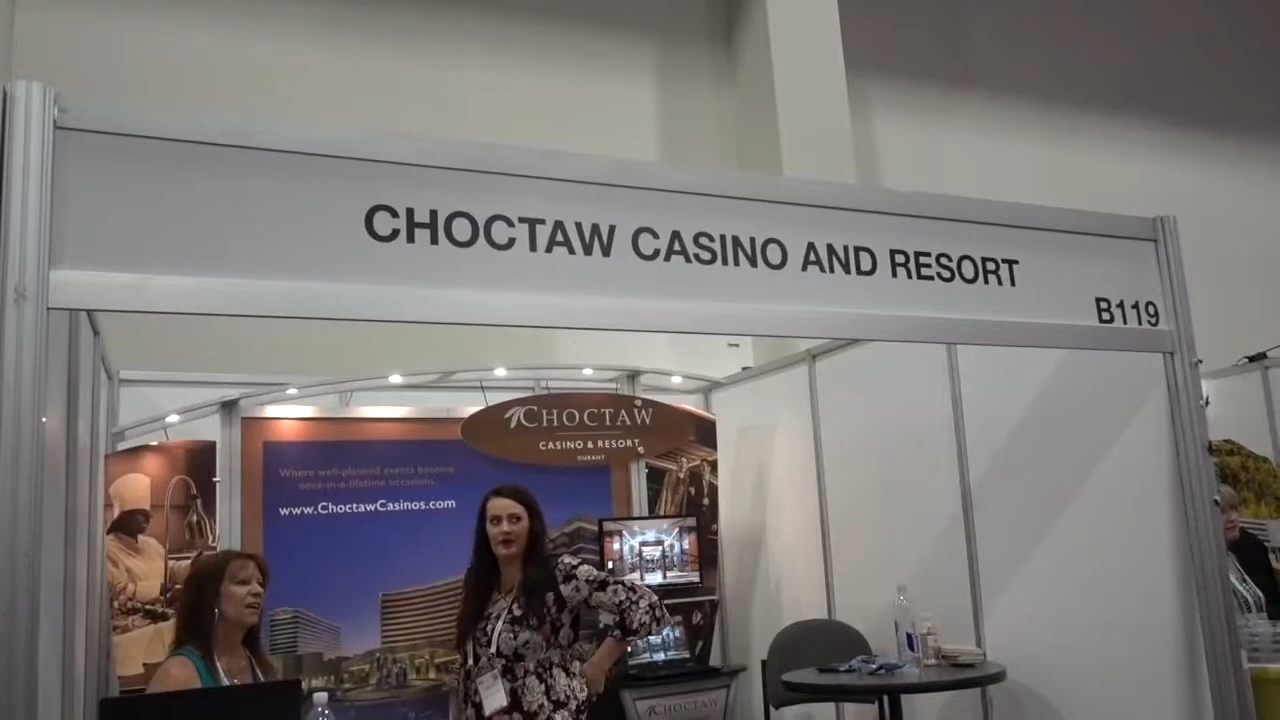 CHOCTAW CASINO AND RESORT
B119
CHOCTAW
CASINO & RESORT
DURANT
Where well-planned events become
once-in-a-lifetime occasions.
www.ChoctawCasinos.com
CHOCTAW